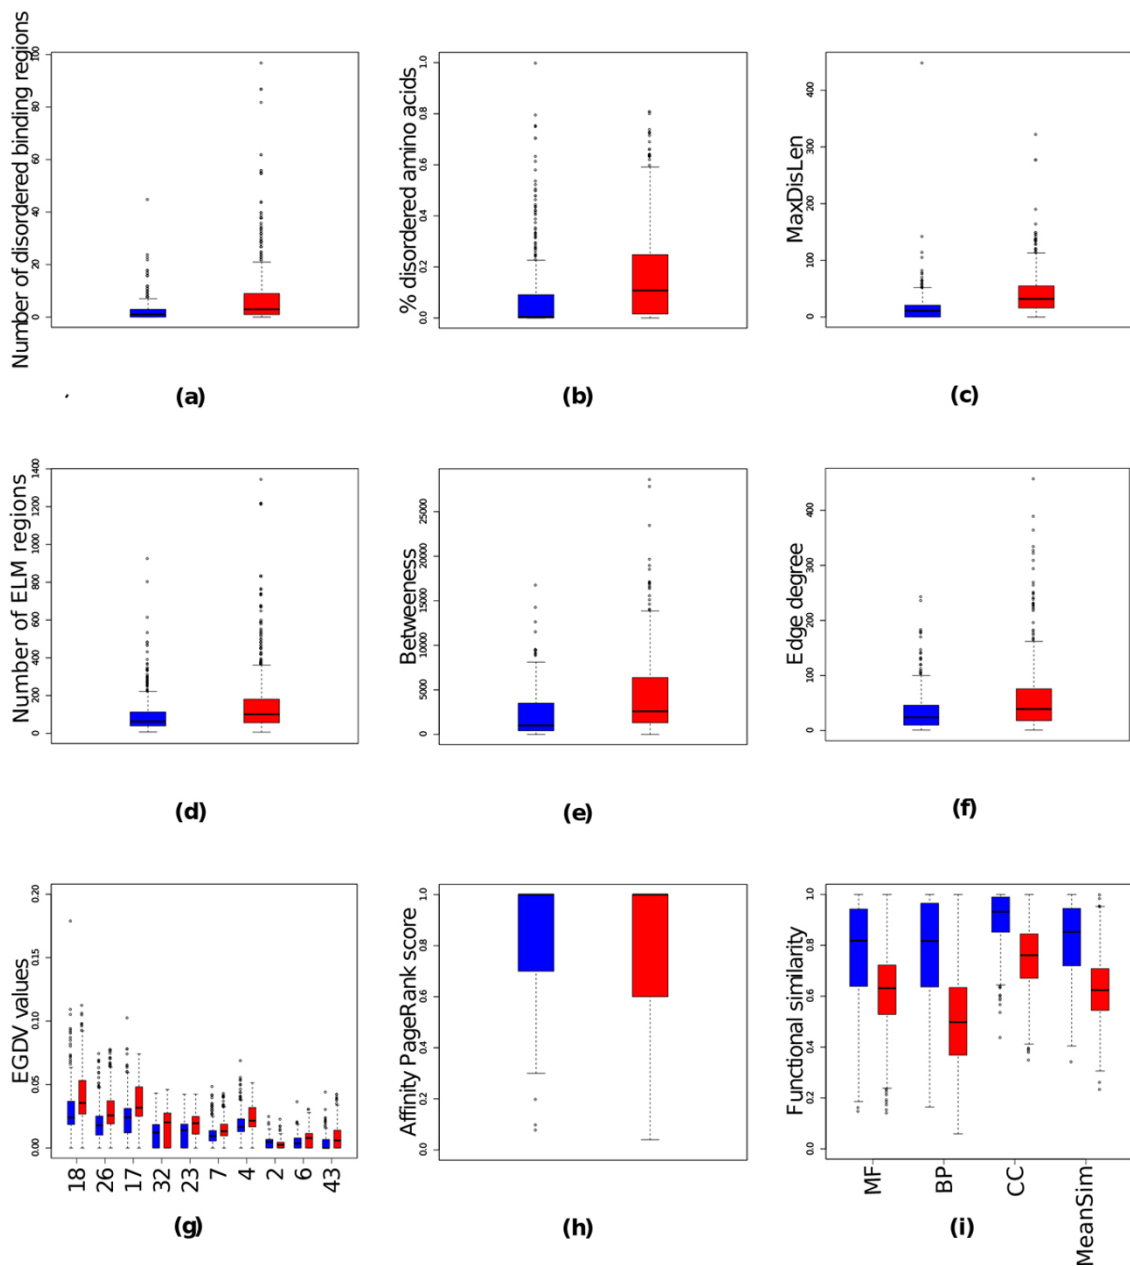 Number of disordered binding regions
0 20 40 60 80 100
(a)
% disordered amino acids
0.0 0.2 0.4 0.6 0.8 1.0
(b)
MaxDisLen
0 100 200 300 400
(c)
Number of ELM regions
0 200 400 600 800 1000 1200 1400
(d)
Betweeness
0 5000 10000 15000 20000 25000
(e)
Edge degree
0 100 200 300 400
(f)
EGDV values
0.00 0.05 0.10 0.15 0.20
18 26 17 32 23 7 4 2 6 43
(g)
Affinity PageRank score
0.0 0.2 0.4 0.6 0.8 1.0
(h)
Functional similarity
0.0 0.2 0.4 0.6 0.8 1.0
MF BP CC MeanSim
(i)